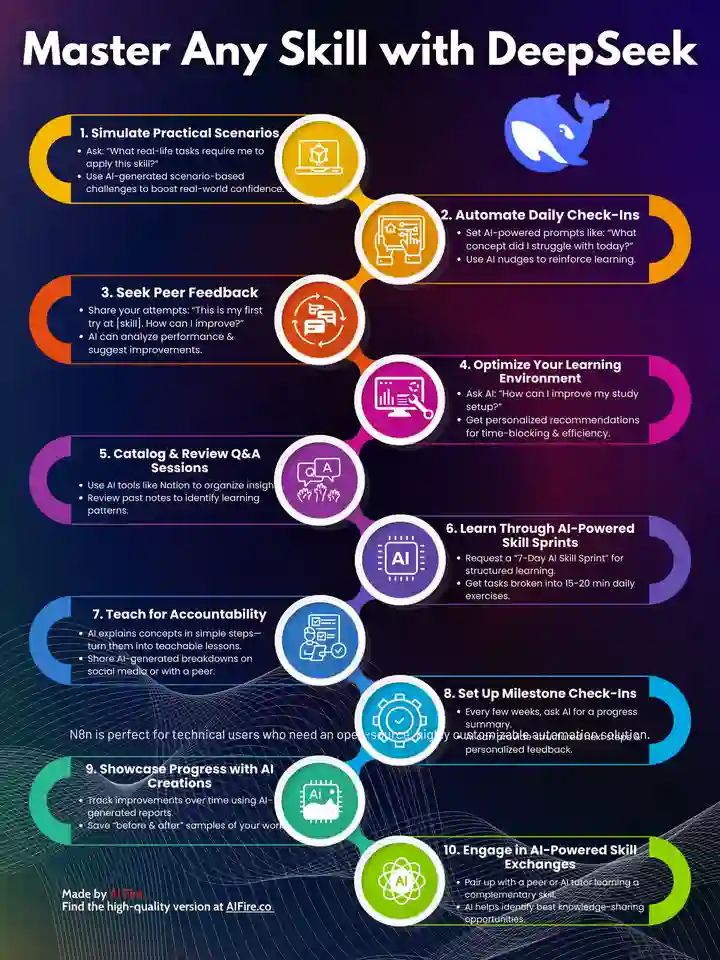 Master Any Skill with DeepSeek
1. Simulate Practical Scenarios
• Ask: "What real-life tasks require me to
apply this skill?"
• Use AI-generated scenario-based
challenges to boost real-world confidence.
2. Automate Daily Check-Ins
• Set AI-powered prompts like: "What
concept did I struggle with today?"
• Use AI nudges to reinforce learning.
3. Seek Peer Feedback
• Share your attempts: "This is my first
try at [skill]. How can I improve?"
• AI can analyze performance &
suggest improvements.
4. Optimize Your Learning
Environment
• Ask AI: "How can I improve my study
setup?"
• Get personalized recommendations
for time-blocking & efficiency.
5. Catalog & Review Q&A
Sessions
• Use AI tools like Notion to organize insigh
• Review past notes to identify learning
patterns.
A
6. Learn Through AI-Powered
Skill Sprints
• Request a "7-Day AI Skill Sprint" for
structured learning.
• Get tasks broken into 15-20 min daily
exercises.
AI
7. Teach for Accountability
• AI explains concepts in simple steps—
turn them into teachable lessons.
• Share AI-generated breakdowns on
social media or with a peer.
8. Set Up Milestone Check-Ins
• Every few weeks, ask AI for a progress
summary.
N8n is perfect for technical users who need an open-source, highly customizable automation solution.
• AI can provide structured next steps &
personalized feedback.
9. Showcase Progress with AI
Creations
• Track improvements over time using AI-
generated reports.
• Save "before & after" samples of your work
AI
10. Engage in AI-Powered Skill
Exchanges
• Pair up with a peer or AI tutor learning a
complementary skill.
• AI helps identify best knowledge-sharing
opportunities.
AI
Made by AI Fire
Find the high-quality version at AIFire.co